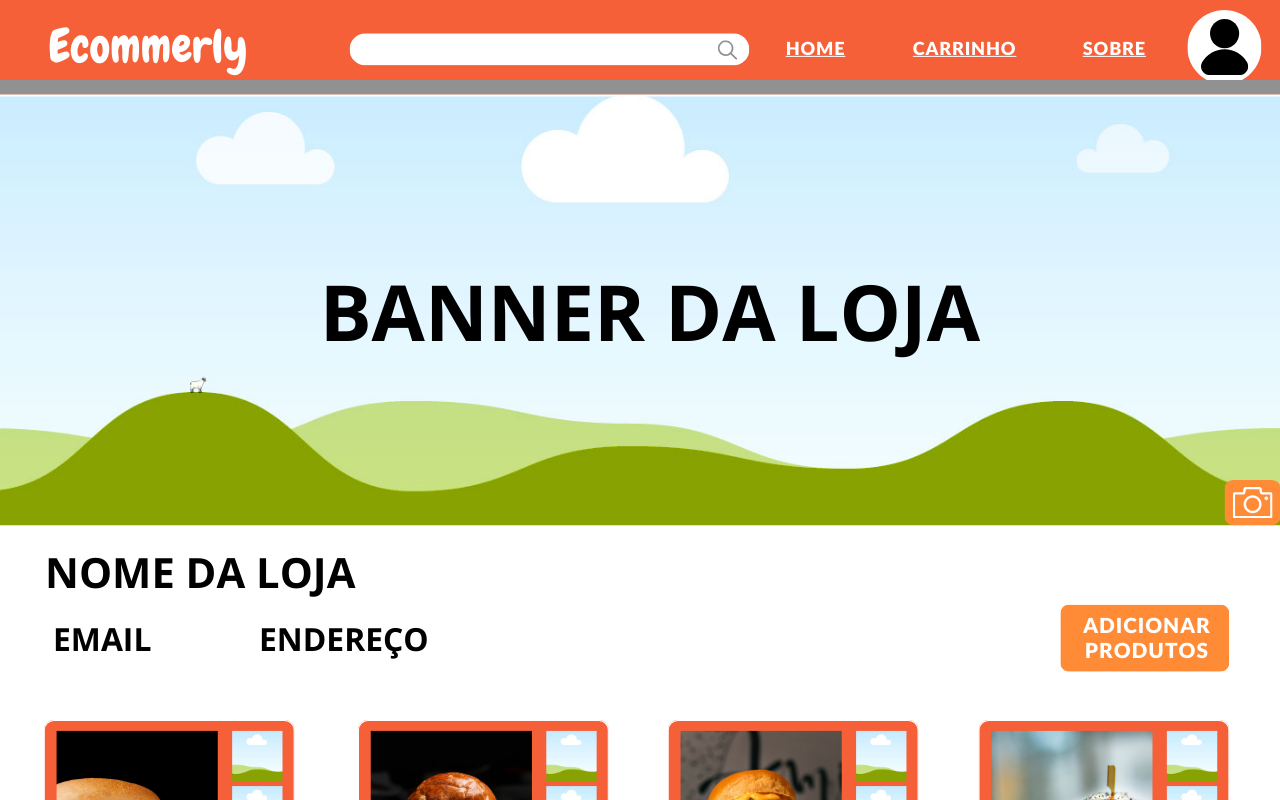 Ecommerly
HOME
CARRINHO
SOBRE
BANNER DA LOJA
NOME DA LOJA
EMAIL
ENDEREÇO
ADICIONAR
PRODUTOS